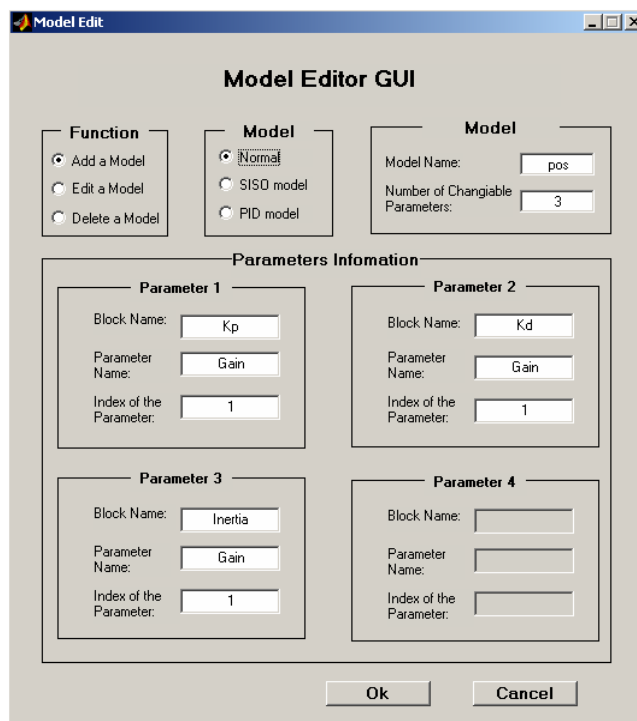 Model Edit
Model Editor GUI
Function
Add a Model
Edit a Model
Delete a Model
Model
Normal
SISO model
PID model
Model
Model Name:
pos
Number of Changiable
Parameters:
3
Parameters Infomation
Parameter 1
Block Name:
Kp
Parameter
Name:
Gain
Index of the
Parameter:
1
Parameter 2
Block Name:
Kd
Parameter
Name:
Gain
Index of the
Parameter:
1
Parameter 3
Block Name:
Inertia
Parameter
Name:
Gain
Index of the
Parameter:
1
Parameter 4
Block Name:
Parameter
Name:
Index of the
Parameter:
Ok
Cancel